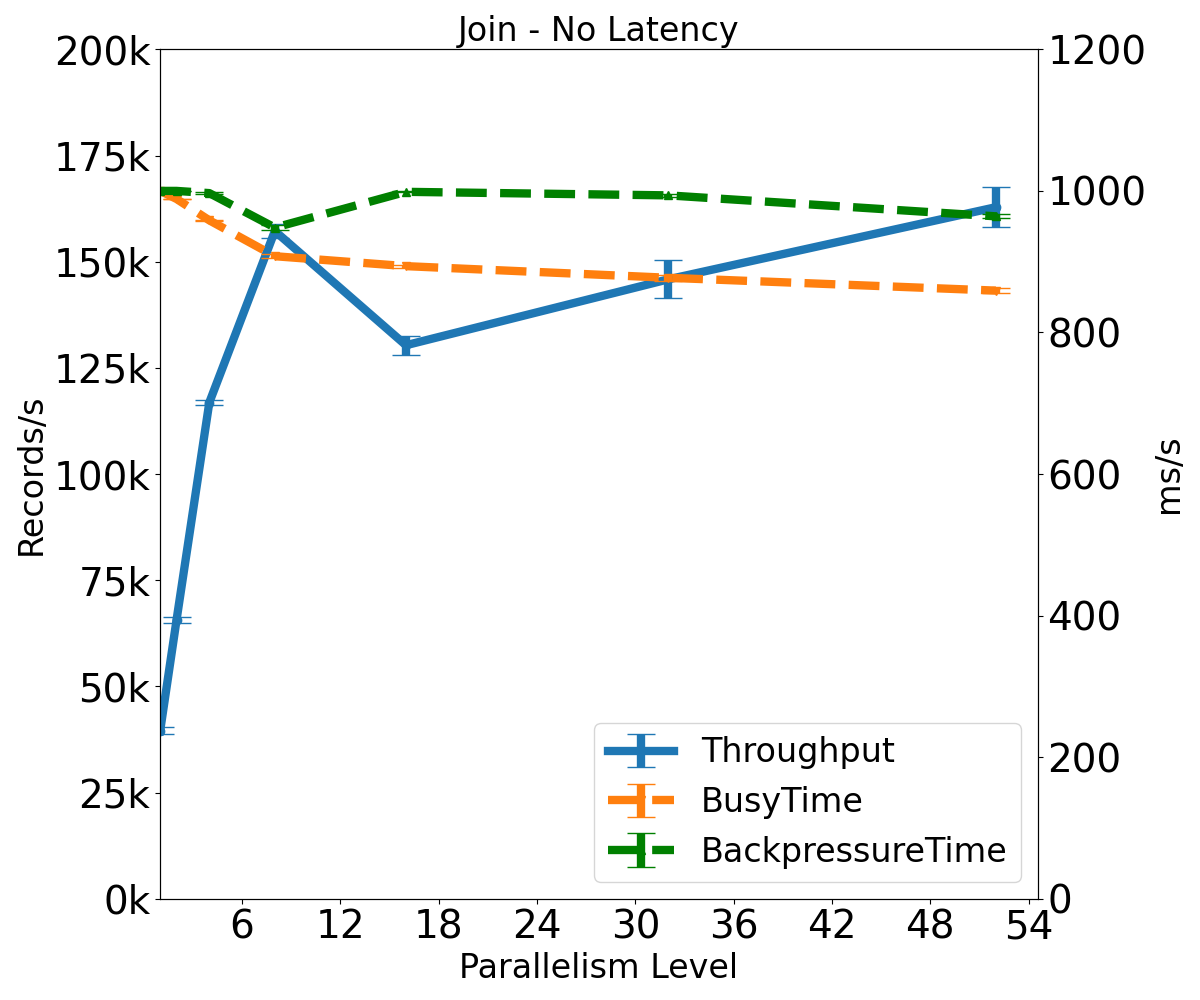 Join - No Latency
200k
175k
150k
125k
100k
75k
50k
25k
0k
Records/s
1200
1000
800
600
400
200
0
ms/s
Throughput
BusyTime
BackpressureTime
6 12 18 24 30 36 42 48 54
Parallelism Level